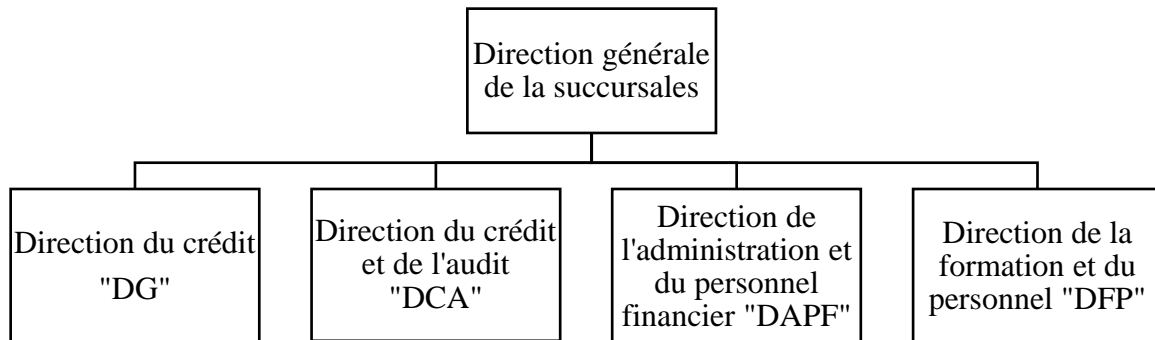 Direction générale
de la succursales
Direction du crédit
"DG"
Direction du crédit
et de l'audit
"DCA"
Direction de
l'administration et
du personnel
financier "DAPF"
Direction de la
formation et du
personnel "DFP"